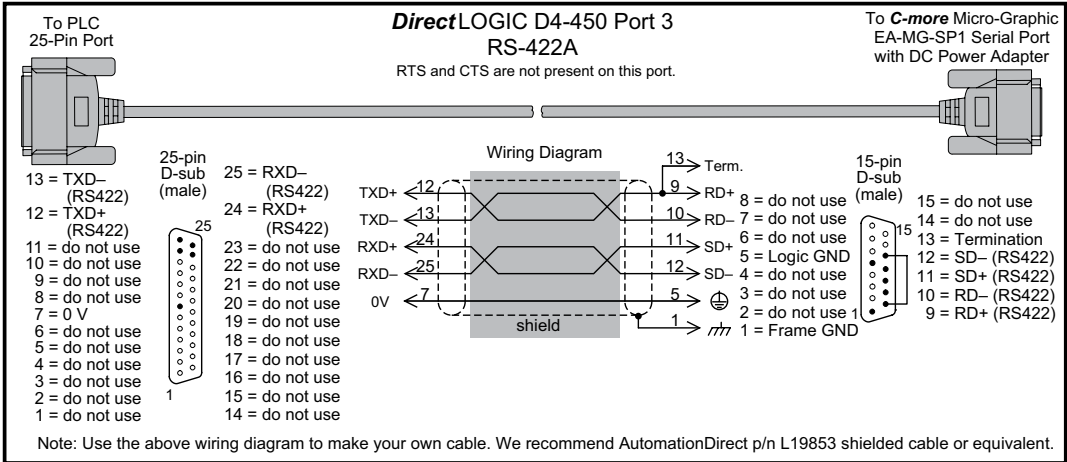 To PLC
25-Pin Port
DirectLOGIC D4-450 Port 3
RS-422A
RTS and CTS are not present on this port.
To C-more Micro-Graphic
EA-MG-SP1 Serial Port
with DC Power Adapter
25-pin
D-sub
(male)
13 = TXD–
(RS422)
12 = TXD+
(RS422)
11 = do not use
10 = do not use
9 = do not use
8 = do not use
7 = 0 V
6 = do not use
5 = do not use
4 = do not use
3 = do not use
2 = do not use
1 = do not use
25
1
25 = RXD–
(RS422)
24 = RXD+
(RS422)
23 = do not use
22 = do not use
21 = do not use
20 = do not use
19 = do not use
18 = do not use
17 = do not use
16 = do not use
15 = do not use
14 = do not use
Wiring Diagram
13 Term.
TXD+ 12 9 RD+
TXD– 13 10 RD–
RXD+ 24 11 SD+
RXD– 25 12 SD–
0V 7 5
shield 1
8 = do not use
7 = do not use
6 = do not use
5 = Logic GND
4 = do not use
3 = do not use
2 = do not use
1 = Frame GND
15-pin
D-sub
(male)
15
1
15 = do not use
14 = do not use
13 = Termination
12 = SD– (RS422)
11 = SD+ (RS422)
10 = RD– (RS422)
9 = RD+ (RS422)
Note: Use the above wiring diagram to make your own cable. We recommend AutomationDirect p/n L19853 shielded cable or equivalent.